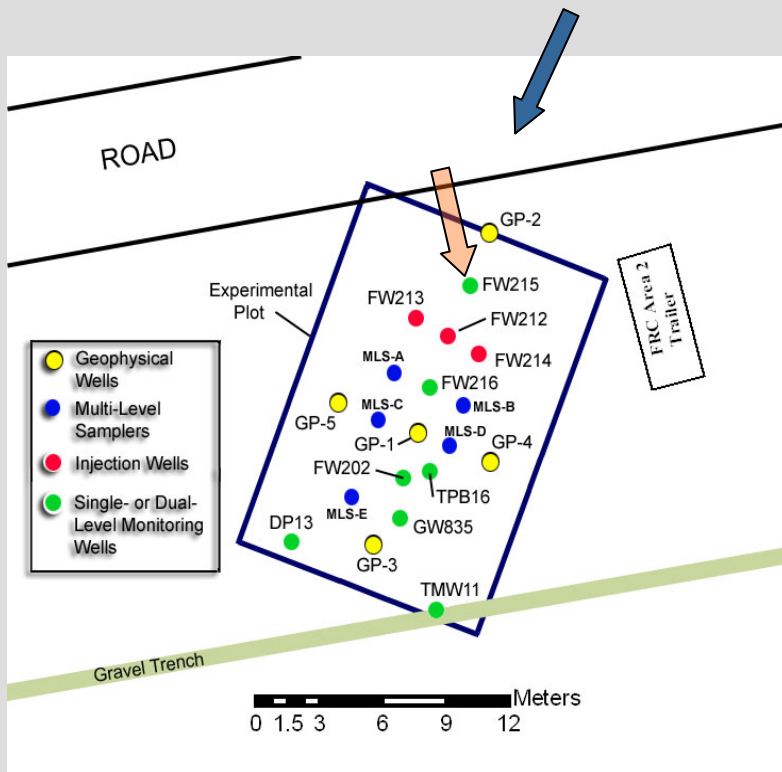 ROAD
GP-2
FRC Area 2
Trailer
FW215
Experimental
Plot
FW213
FW212
FW214
Geophysical
Wells
Multi-Level
Samplers
Injection Wells
Single- or Dual-
Level Monitoring
Wells
MLS-A
FW216
MLS-C
MLS-B
GP-5
MLS-D
GP-1
GP-4
FW202
TPB16
MLS-E
DP13
GW835
GP-3
TMW11
Gravel Trench
Meters
0 1.5 3 6 9 12